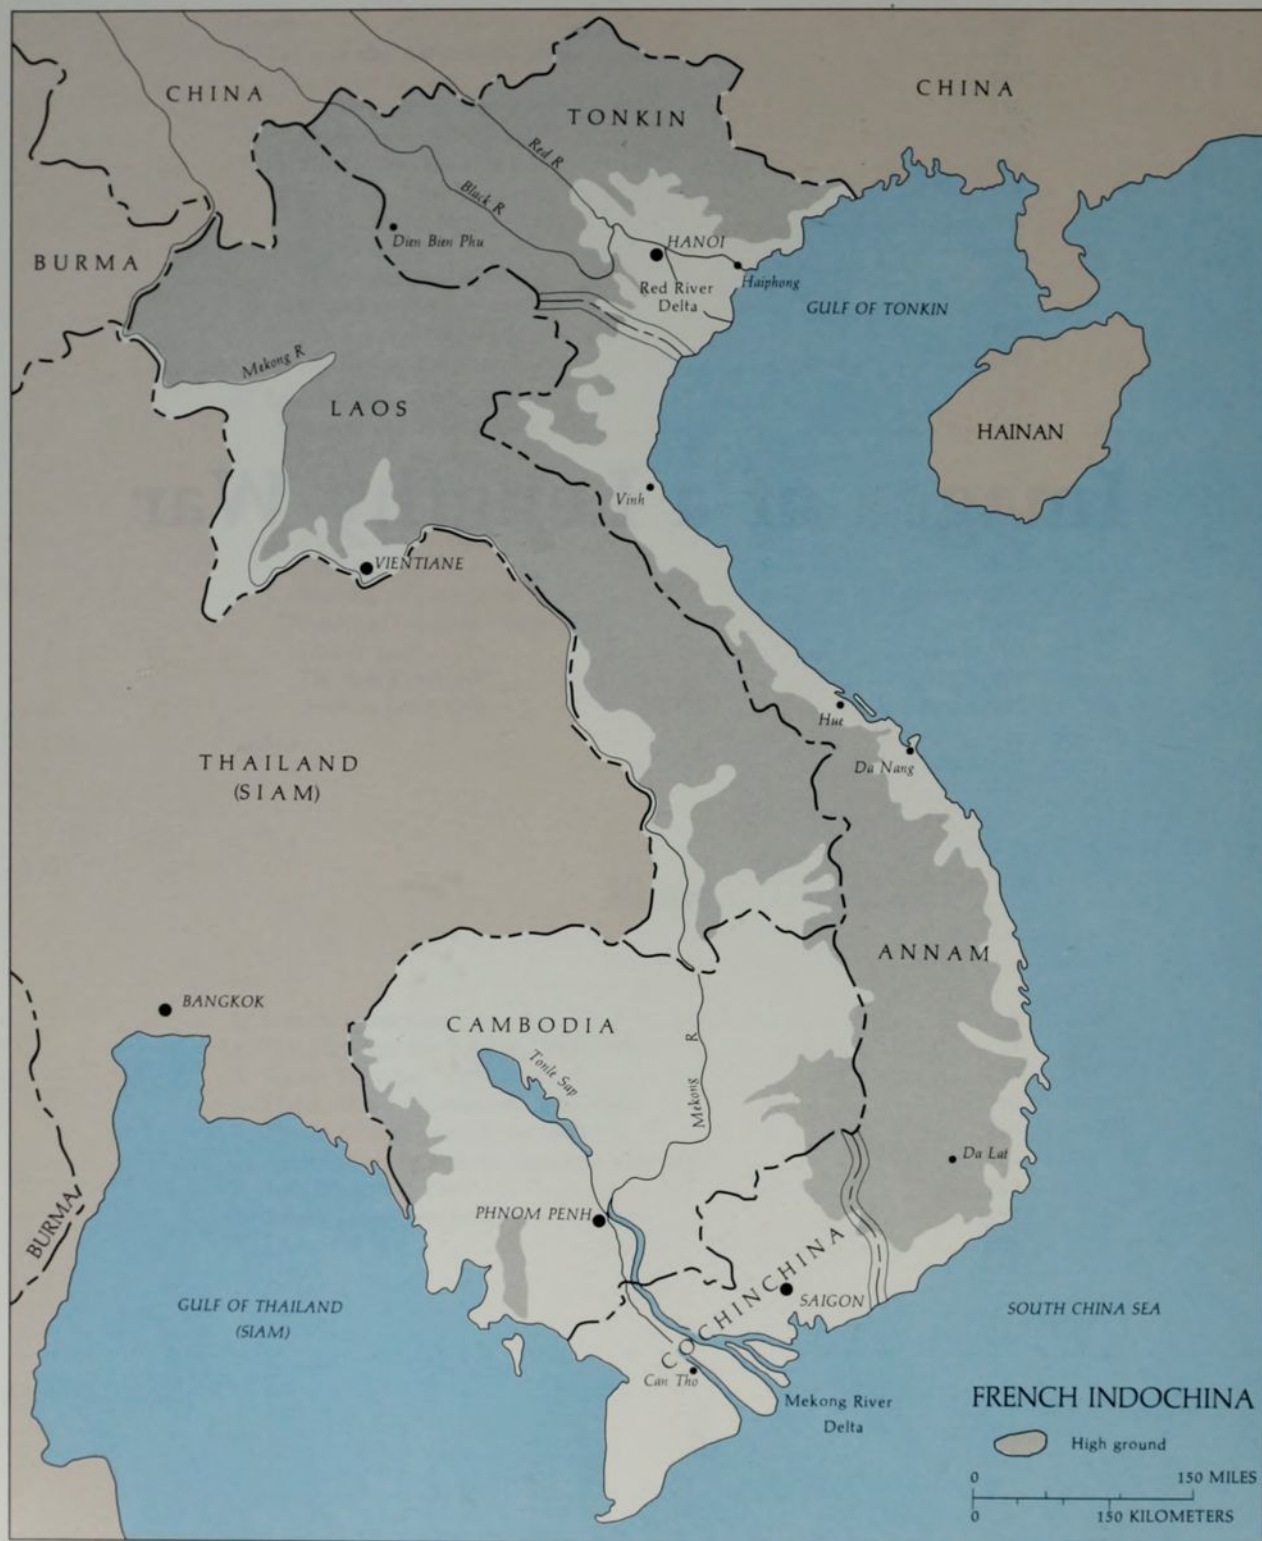 CHINA
CHINA
TONKIN
Red R
Black R
Dien Bien Phu
HANOI
BURMA
Red River
Delta
Haiphong
GULF OF TONKIN
Mekong R
LAOS
HAINAN
Vinh
VIENTIANE
Hue
THAILAND
(SIAM)
Da Nang
ANNAM
BANGKOK
CAMBODIA
Tonle Sap
Mekong R
Da Lat
PHNOM PENH
BURMA
COCHINCHINA
SAIGON
GULF OF THAILAND
(SIAM)
SOUTH CHINA SEA
Can Tho
Mekong River
Delta
FRENCH INDOCHINA
High ground
0 150 MILES
0 150 KILOMETERS